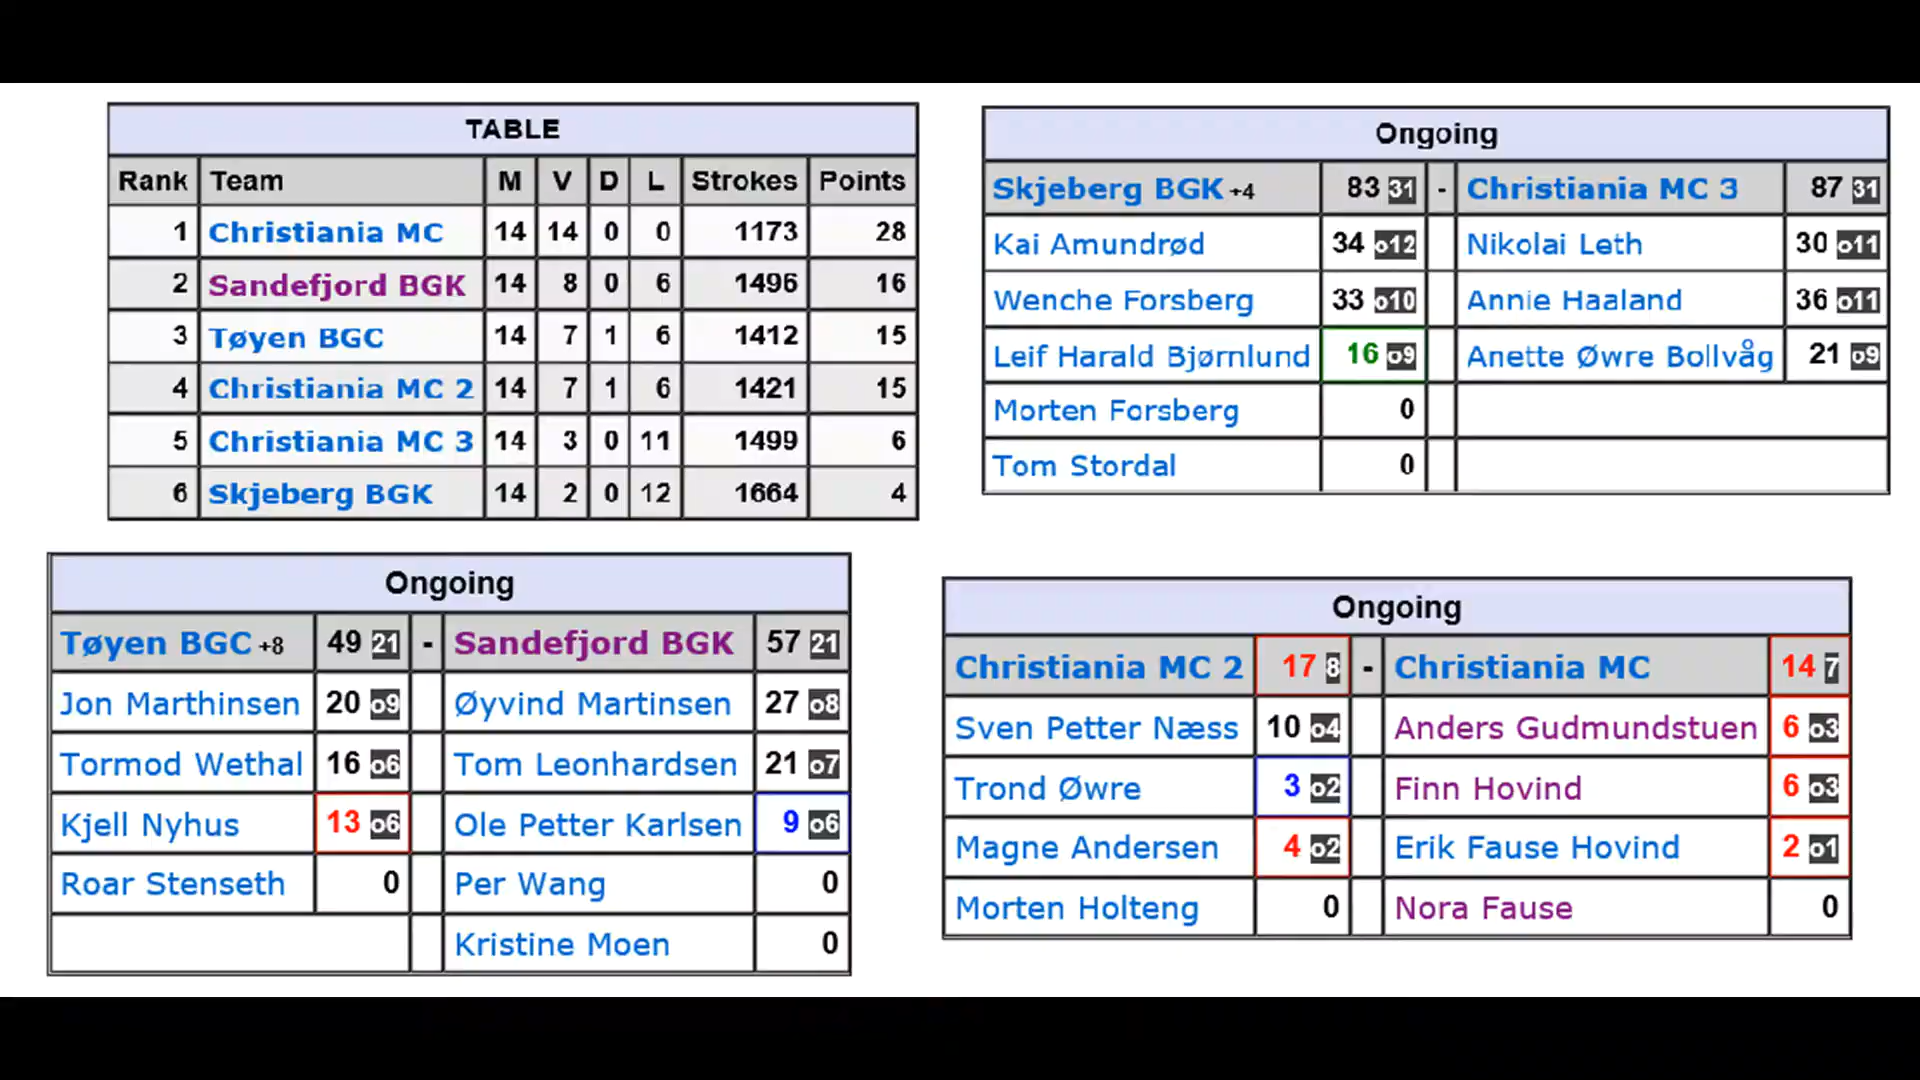 TABLE
Rank Team M V D L Strokes Points
1 Christiania MC 14 14 0 0 1173 28
2 Sandefjord BGK 14 8 0 6 1496 16
3 Tøyen BGC 14 7 1 6 1412 15
4 Christiania MC 2 14 7 1 6 1421 15
5 Christiania MC 3 14 3 0 11 1499 6
6 Skjeberg BGK 14 2 0 12 1664 4
Ongoing
Skjeberg BGK +4 83 31 - Christiania MC 3 87 31
Kai Amundrød 34 o12 Nikolai Leth 30 o11
Wenche Forsberg 33 o10 Annie Haaland 36 o11
Leif Harald Bjørnlund 16 o9 Anette Øwre Bollvåg 21 o9
Morten Forsberg 0
Tom Stordal 0
Ongoing
Tøyen BGC +8 49 21 - Sandefjord BGK 57 21
Jon Marthinsen 20 o9 Øyvind Martinsen 27 o8
Tormod Wethal 16 o6 Tom Leonhardsen 21 o7
Kjell Nyhus 13 o6 Ole Petter Karlsen 9 o6
Roar Stenseth 0 Per Wang 0
Kristine Moen 0
Ongoing
Christiania MC 2 17 8 - Christiania MC 14 7
Sven Petter Næss 10 o4 Anders Gudmundstuen 6 o3
Trond Øwre 3 o2 Finn Hovind 6 o3
Magne Andersen 4 o2 Erik Fause Hovind 2 o1
Morten Holteng 0 Nora Fause 0